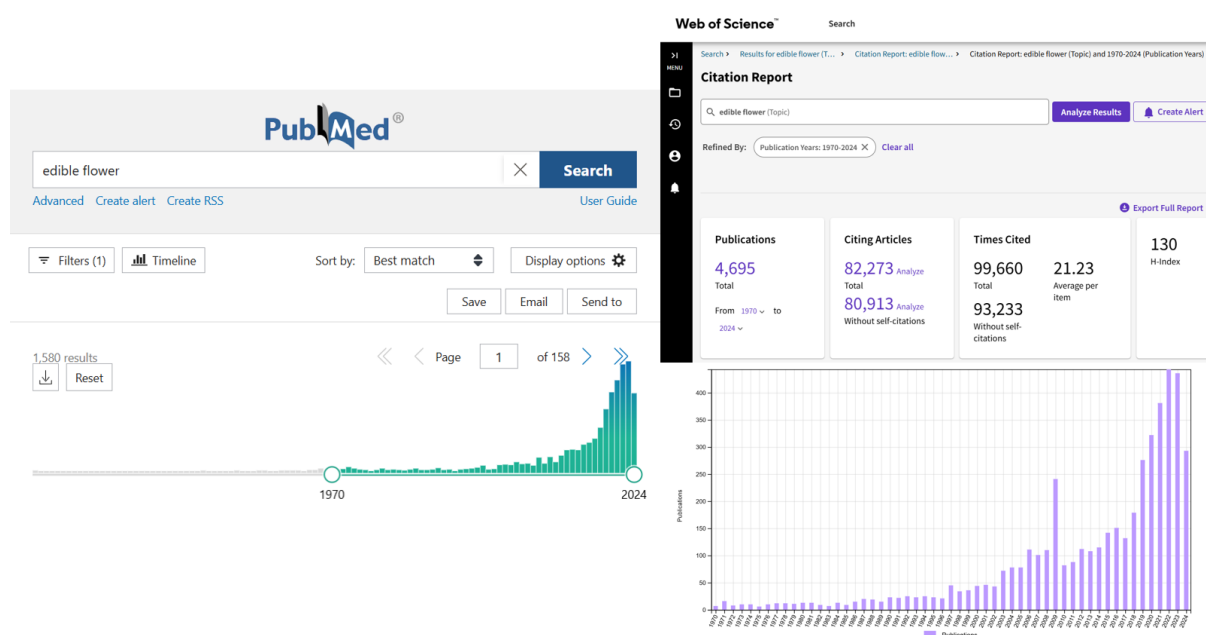 PubMed®
edible flower
Search
Advanced Create alert Create RSS
User Guide
Filters (1)
Timeline
Sort by:
Best match
Display options
Save
Email
Send to
1,580 results
Page
1
of 158
Reset
1970
2024
Web of Science™
Search
MENU
Search > Results for edible flower (T... > Citation Report: edible flow... > Citation Report: edible flower (Topic) and 1970-2024 (Publication Years)
Citation Report
edible flower (Topic)
Analyze Results
Create Alert
Refined By:
Publication Years: 1970-2024
Clear all
Export Full Report
Publications
4,695
Total
From 1970 to
2024
Citing Articles
82,273 Analyze
Total
80,913 Analyze
Without self-citations
Times Cited
99,660
Total
93,233
Without self-
citations
21.23
Average per
item
130
H-Index
400
350
300
250
200
150
100
50
0
Publications
Publications